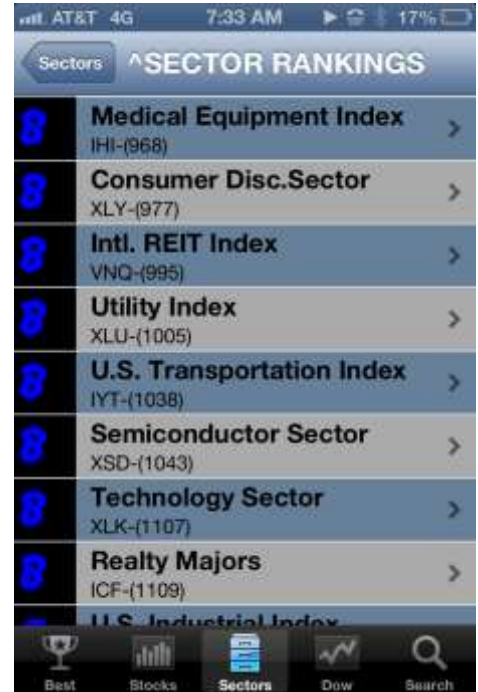 AT&T 4G 7:33 AM 17%
Sectors ^SECTOR RANKINGS
8 Medical Equipment Index
IHI-(968)
8 Consumer Disc.Sector
XLY-(977)
8 Intl. REIT Index
VNQ-(995)
8 Utility Index
XLU-(1005)
8 U.S. Transportation Index
IYT-(1038)
8 Semiconductor Sector
XSD-(1043)
8 Technology Sector
XLK-(1107)
8 Realty Majors
ICF-(1109)
U.S. Industrial Index
Best Stocks Sectors Dow Search